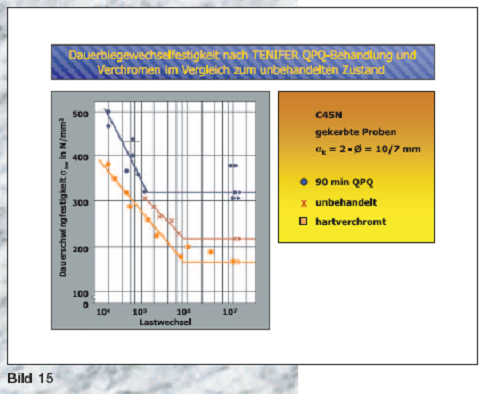 Dauerbiegewechselfestigkeit nach TENIFER QPQ-Behandlung und
Verchromen im Vergleich zum unbehandelten Zustand
Dauerschwingfestigkeit σbw in N/mm²
500
400
300
200
100
0
10⁴
10⁵
10⁶
10⁷
Lastwechsel
C45N
gekerbte Proben
αk = 2 • Ø = 10/7 mm
90 min QPQ
x unbehandelt
hartverchromt
Bild 15